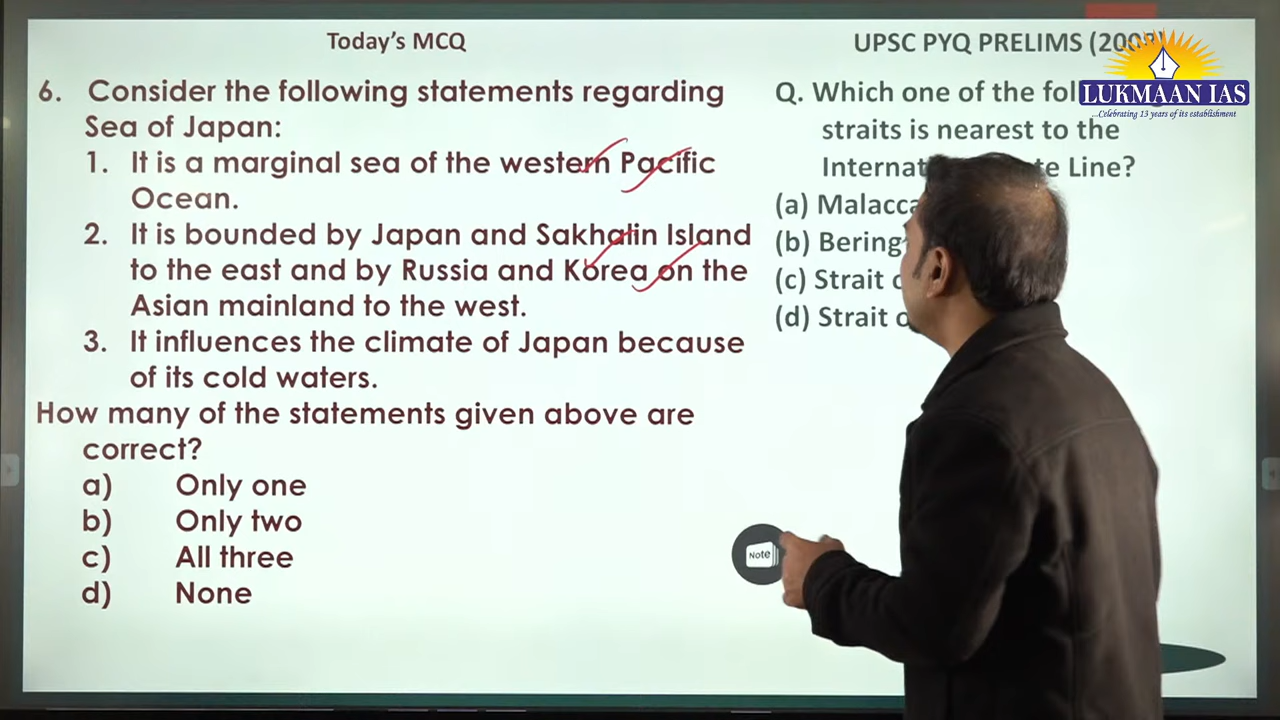 Today's MCQ
6. Consider the following statements regarding
Sea of Japan:
1. It is a marginal sea of the western Pacific
Ocean.
2. It is bounded by Japan and Sakhalin Island
to the east and by Russia and Korea on the
Asian mainland to the west.
3. It influences the climate of Japan because
of its cold waters.
How many of the statements given above are
correct?
a) Only one
b) Only two
c) All three
d) None
UPSC PYQ PRELIMS
Q. Which one of the
straits is nearest to the
Line?
(a) Malacca
(b) Bering
(c) Strait
(d) Strait
LUKMAAN IAS
...Celebrating 13 years of its establishment
Note